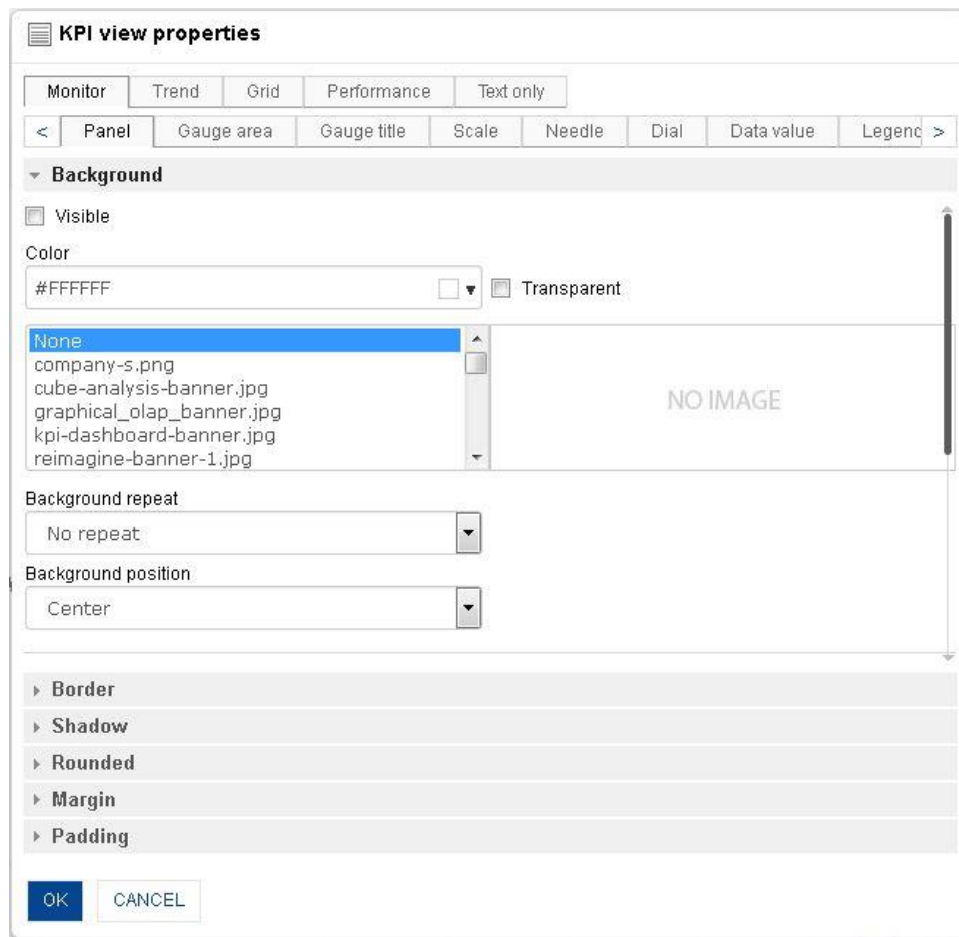 KPI view properties
Monitor Trend Grid Performance Text only
< Panel Gauge area Gauge title Scale Needle Dial Data value Legend >
Background
Visible
Color
#FFFFFF Transparent
None
company-s.png
cube-analysis-banner.jpg
NO IMAGE
graphical_olap_banner.jpg
kpi-dashboard-banner.jpg
reimagine-banner-1.jpg
Background repeat
No repeat
Background position
Center
Border
Shadow
Rounded
Margin
Padding
OK CANCEL